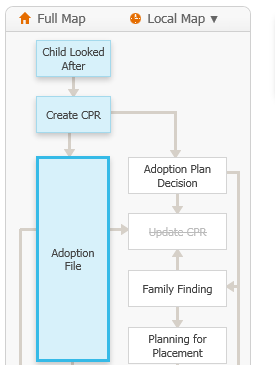 Full Map Local Map ▼
Child Looked
After
Create CPR
Adoption Plan
Decision
Update CPR
Adoption
File
Family Finding
Planning for
Placement